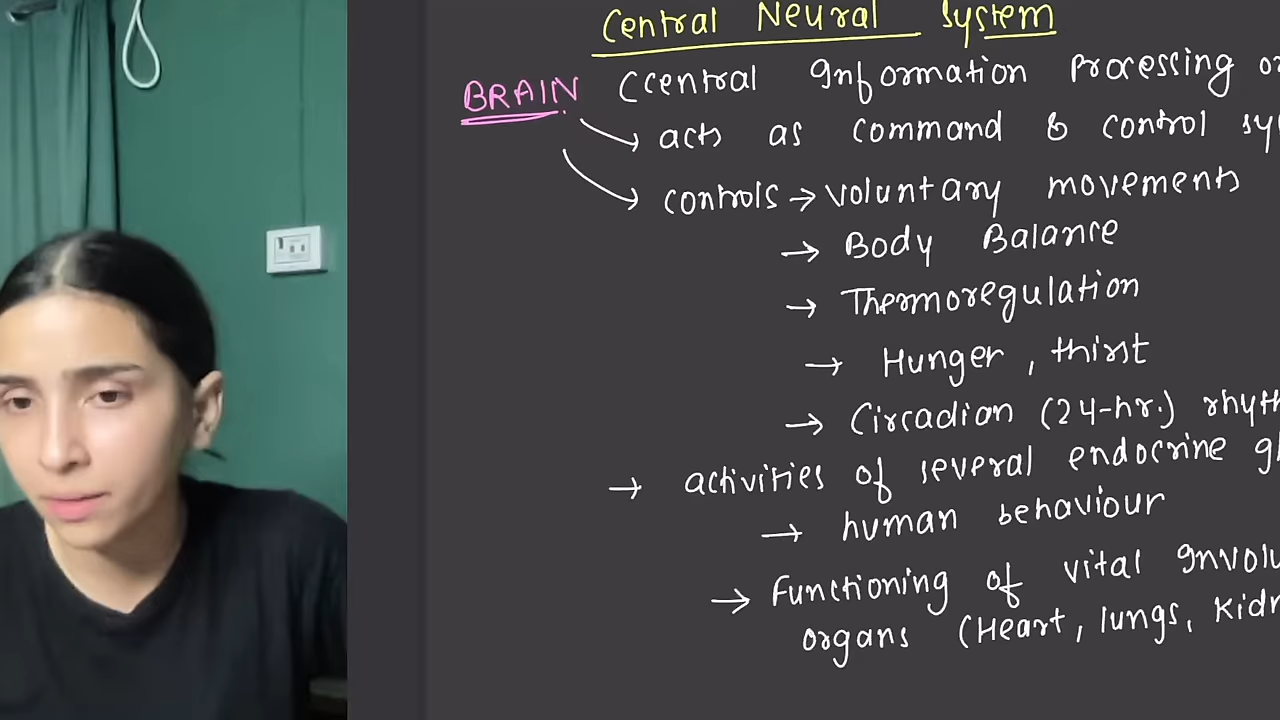 Central Neural System
BRAIN (central Information Processing
acts as command & control
controls → voluntary movements
→ Body Balance
→ Thermoregulation
→ Hunger, thirst
→ Circadian (24-hr.)
→ activities of several endocrine
→ human behaviour
→ Functioning of vital
organs (Heart, lungs,